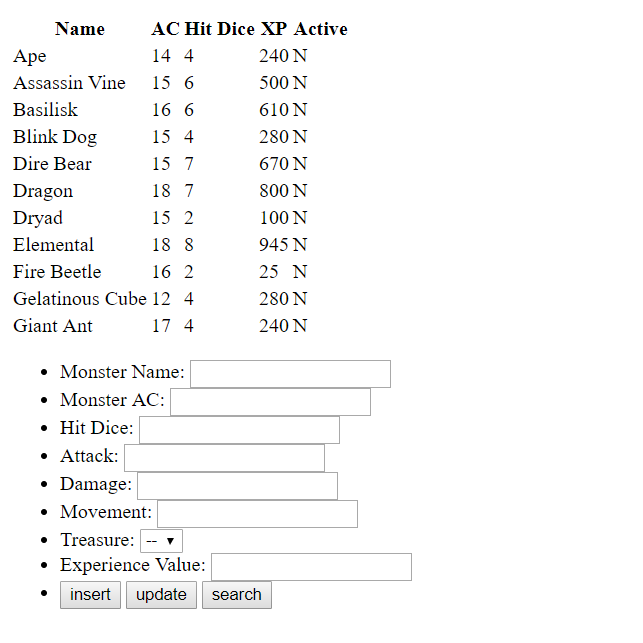 Name AC Hit Dice XP Active
Ape 14 4 240 N
Assassin Vine 15 6 500 N
Basilisk 16 6 610 N
Blink Dog 15 4 280 N
Dire Bear 15 7 670 N
Dragon 18 7 800 N
Dryad 15 2 100 N
Elemental 18 8 945 N
Fire Beetle 16 2 25 N
Gelatinous Cube 12 4 280 N
Giant Ant 17 4 240 N
• Monster Name:
• Monster AC:
• Hit Dice:
• Attack:
• Damage:
• Movement:
• Treasure: -- ▼
• Experience Value:
• insert update search